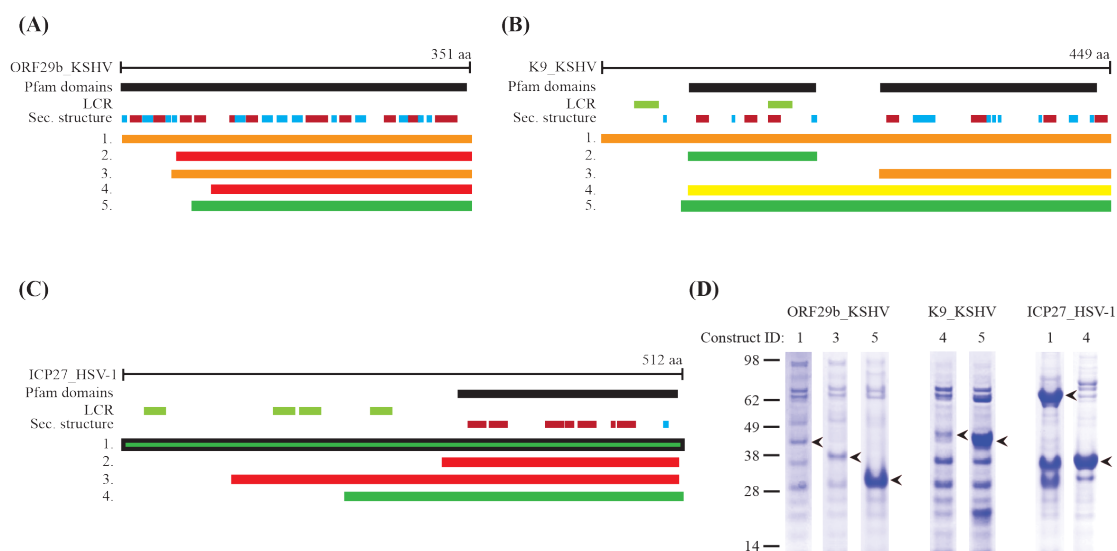 (A)
351 aa
ORF29b_KSHV
Pfam domains
LCR
Sec. structure
1.
2.
3.
4.
5.
(B)
449 aa
K9_KSHV
Pfam domains
LCR
Sec. structure
1.
2.
3.
4.
5.
(C)
512 aa
ICP27_HSV-1
Pfam domains
LCR
Sec. structure
1.
2.
3.
4.
(D)
ORF29b_KSHV K9_KSHV ICP27_HSV-1
Construct ID: 1 3 5 4 5 1 4
98
62
49
38
28
14